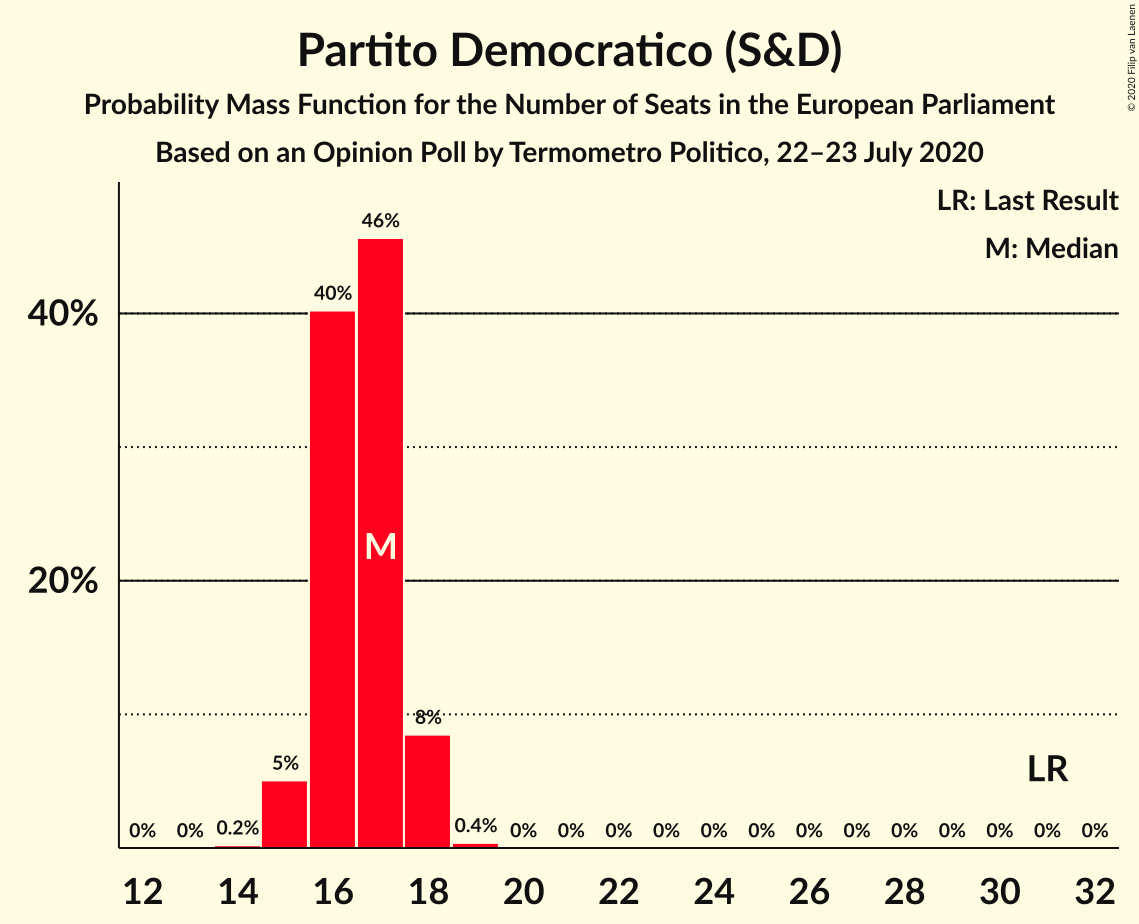 Partito Democratico (S&D)
Probability Mass Function for the Number of Seats in the European Parliament
Based on an Opinion Poll by Termometro Politico, 22–23 July 2020
© 2020 Filip van Laenen
LR: Last Result
M: Median
40%
20%
0% 0% 0.2% 5% 40% 46% 8% 0.4% 0% 0% 0% 0% 0% 0% 0% 0% 0% 0% 0% 0% 0%
M
LR
12 14 16 18 20 22 24 26 28 30 32